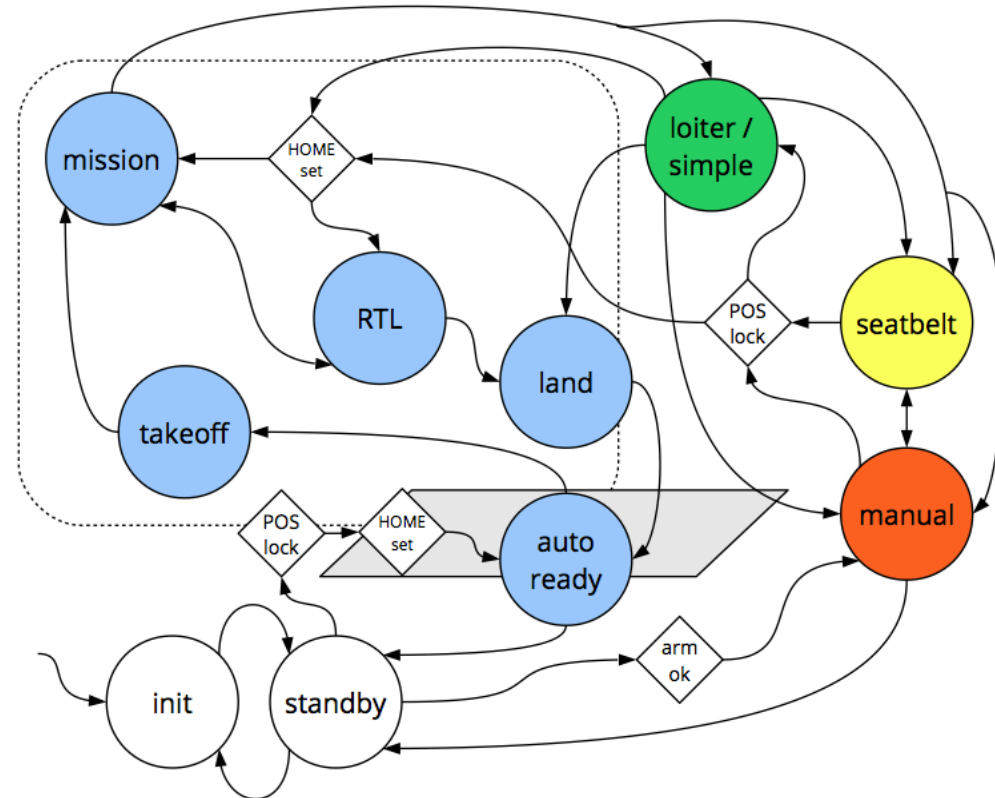 loiter /
simple
mission
HOME
set
RTL
POS
lock
seatbelt
land
takeoff
manual
POS
lock
HOME
set
auto
ready
arm
ok
init
standby